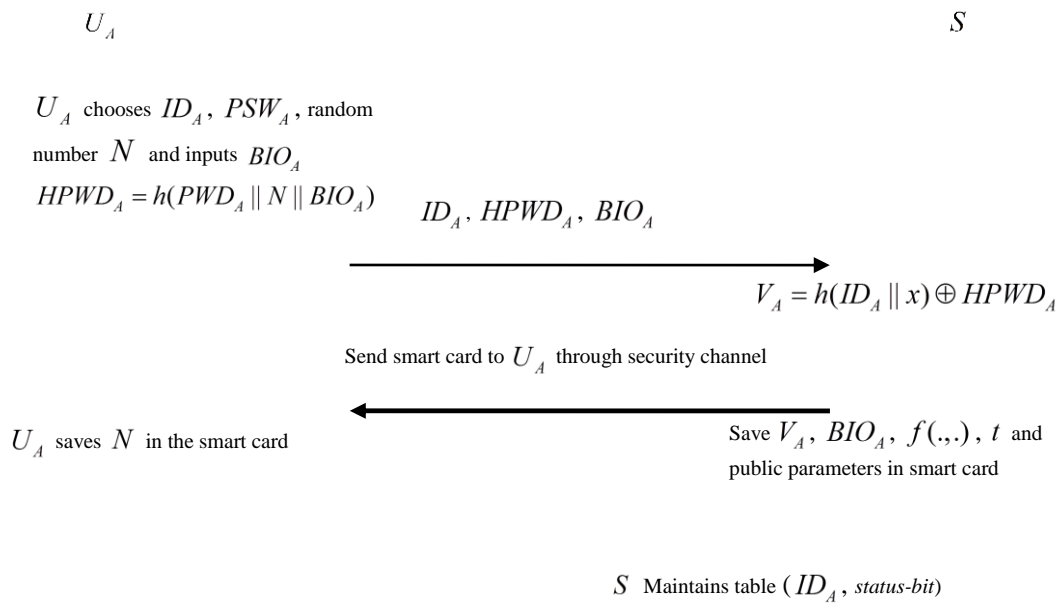 U_A S
U_A chooses ID_A, PSW_A, random
number N and inputs BIO_A
HPWD_A = h(PWD_A || N || BIO_A)
ID_A, HPWD_A, BIO_A
V_A = h(ID_A || x) ⊕ HPWD_A
Send smart card to U_A through security channel
U_A saves N in the smart card
Save V_A, BIO_A, f(.,.), t and
public parameters in smart card
S Maintains table (ID_A, status-bit)